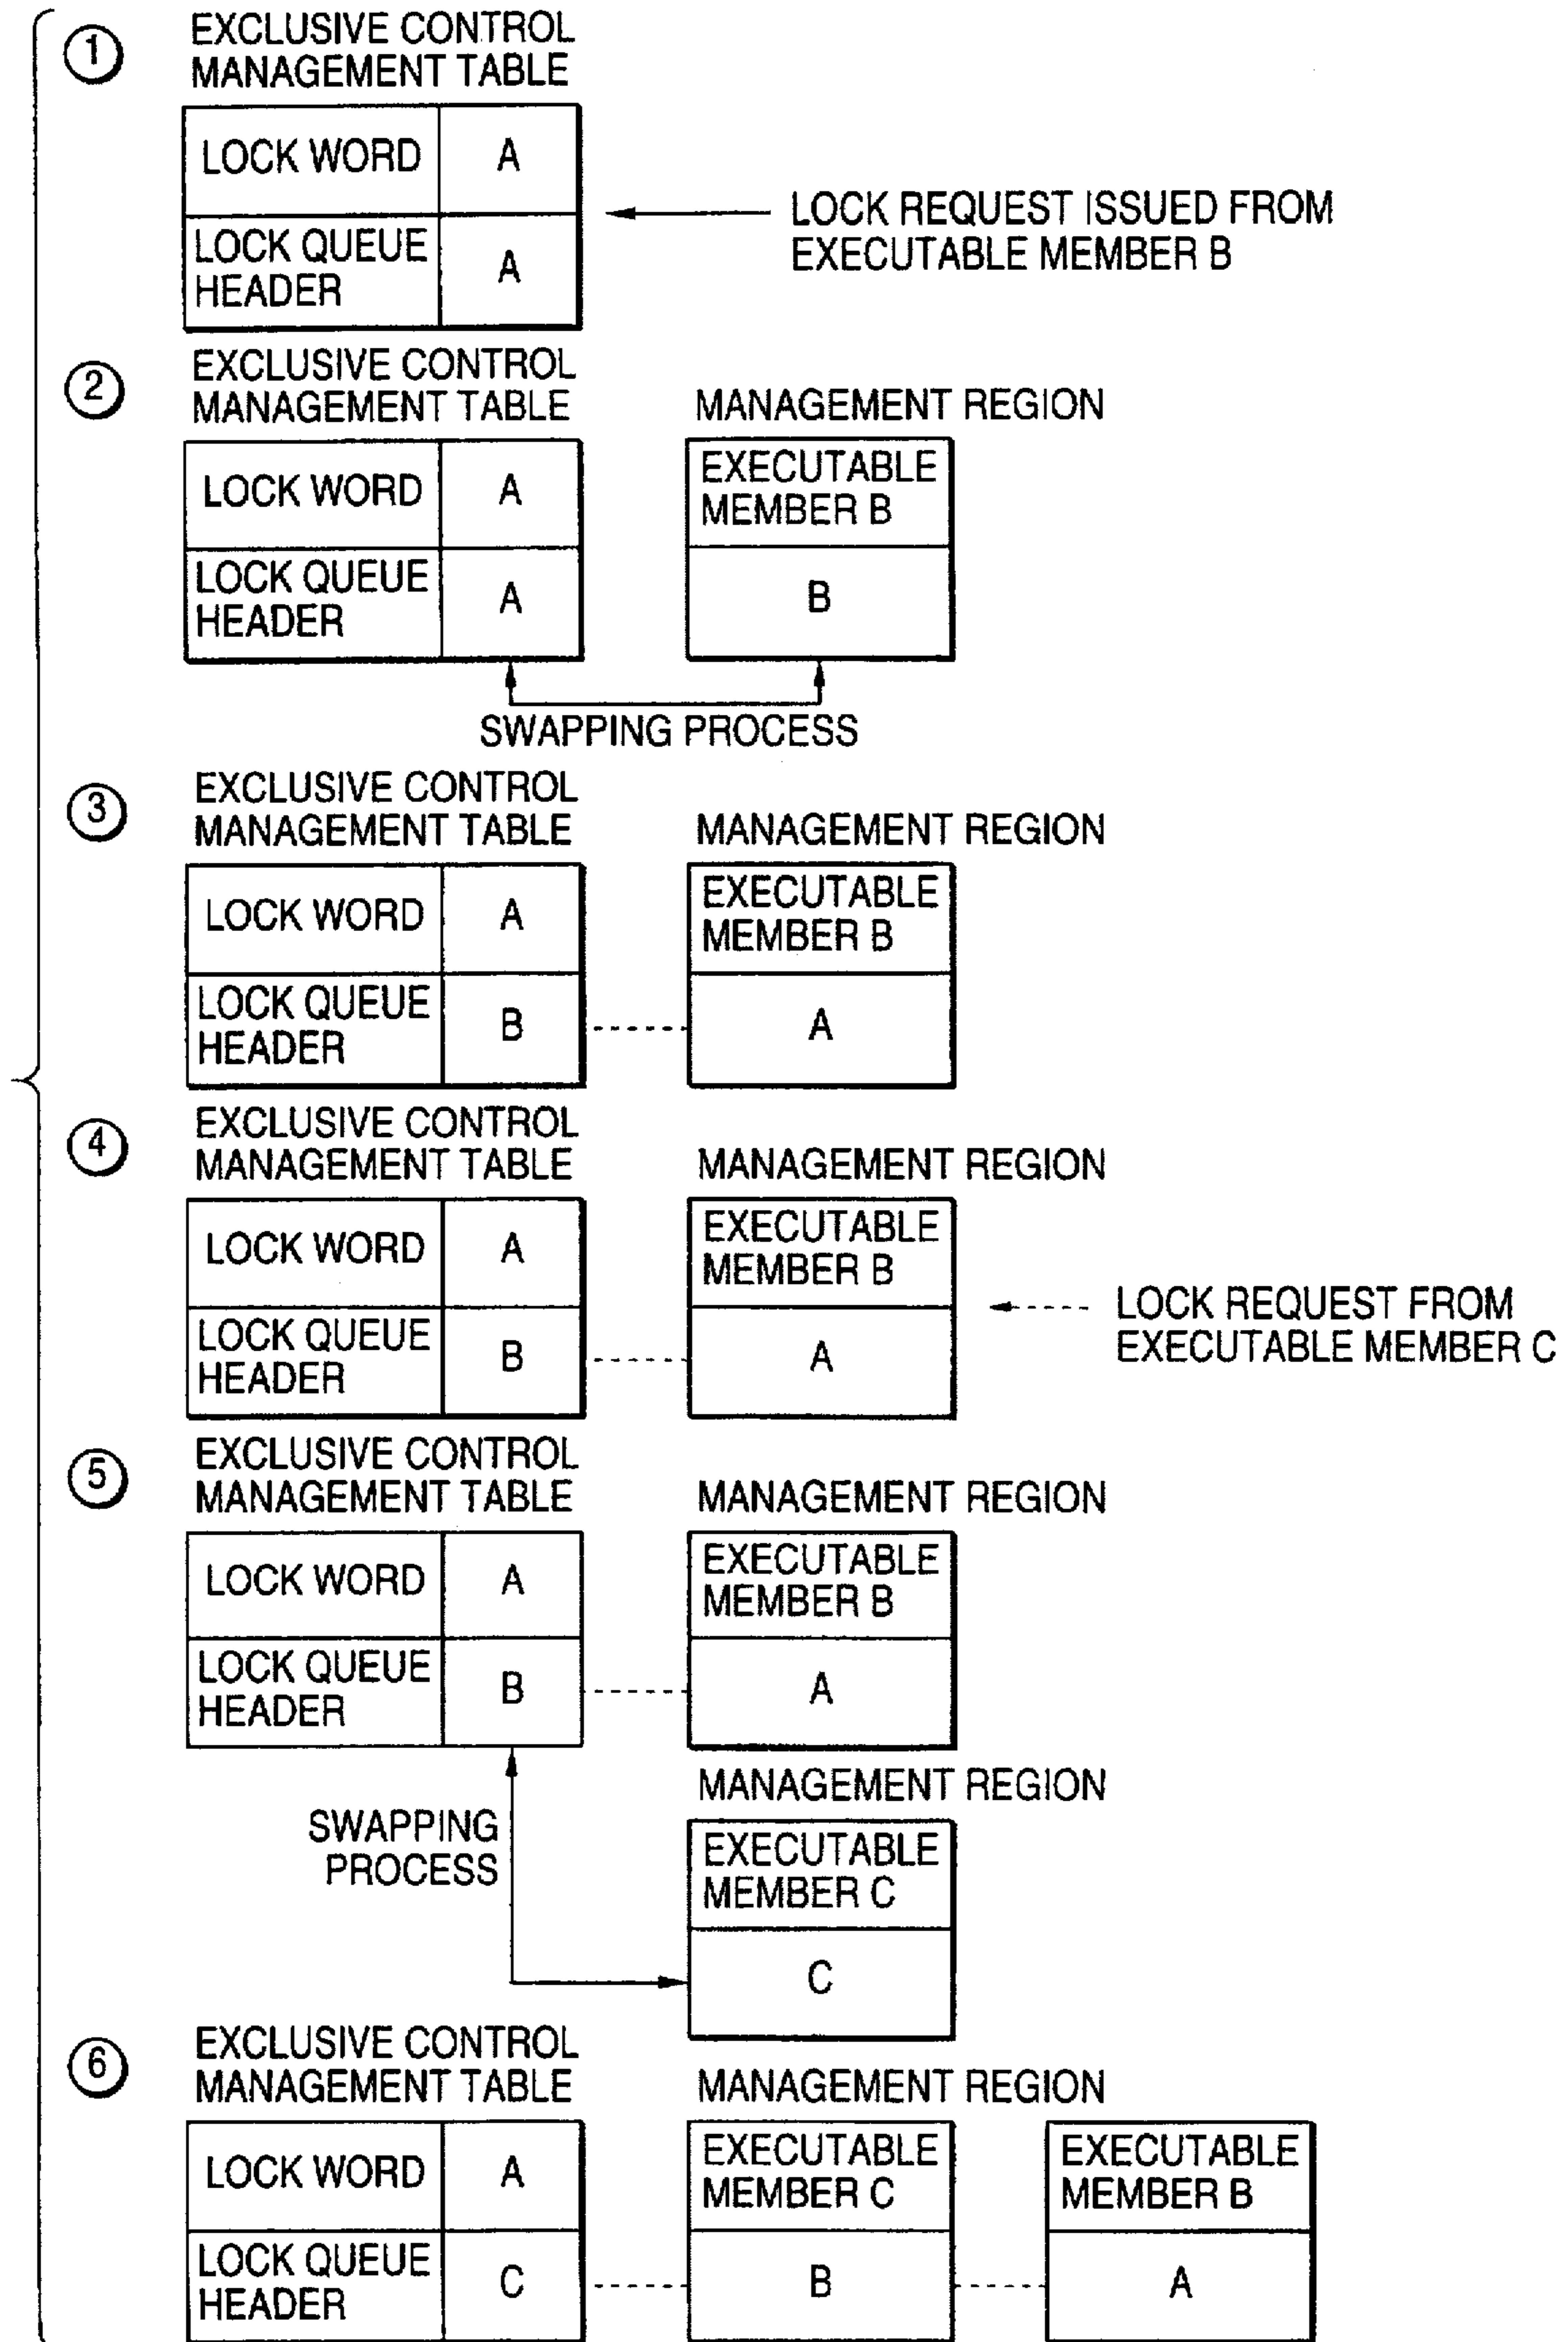 1
EXCLUSIVE CONTROL
MANAGEMENT TABLE
LOCK WORD
A
LOCK QUEUE
HEADER
A
LOCK REQUEST ISSUED FROM
EXECUTABLE MEMBER B
2
EXCLUSIVE CONTROL
MANAGEMENT TABLE
MANAGEMENT REGION
LOCK WORD
A
EXECUTABLE
MEMBER B
LOCK QUEUE
HEADER
A
B
SWAPPING PROCESS
3
EXCLUSIVE CONTROL
MANAGEMENT TABLE
MANAGEMENT REGION
LOCK WORD
A
EXECUTABLE
MEMBER B
LOCK QUEUE
HEADER
B
A
4
EXCLUSIVE CONTROL
MANAGEMENT TABLE
MANAGEMENT REGION
LOCK WORD
A
EXECUTABLE
MEMBER B
LOCK QUEUE
HEADER
B
A
LOCK REQUEST FROM
EXECUTABLE MEMBER C
5
EXCLUSIVE CONTROL
MANAGEMENT TABLE
MANAGEMENT REGION
LOCK WORD
A
EXECUTABLE
MEMBER B
LOCK QUEUE
HEADER
B
A
MANAGEMENT REGION
SWAPPING
PROCESS
EXECUTABLE
MEMBER C
C
6
EXCLUSIVE CONTROL
MANAGEMENT TABLE
MANAGEMENT REGION
LOCK WORD
A
EXECUTABLE
MEMBER C
EXECUTABLE
MEMBER B
LOCK QUEUE
HEADER
C
B
A